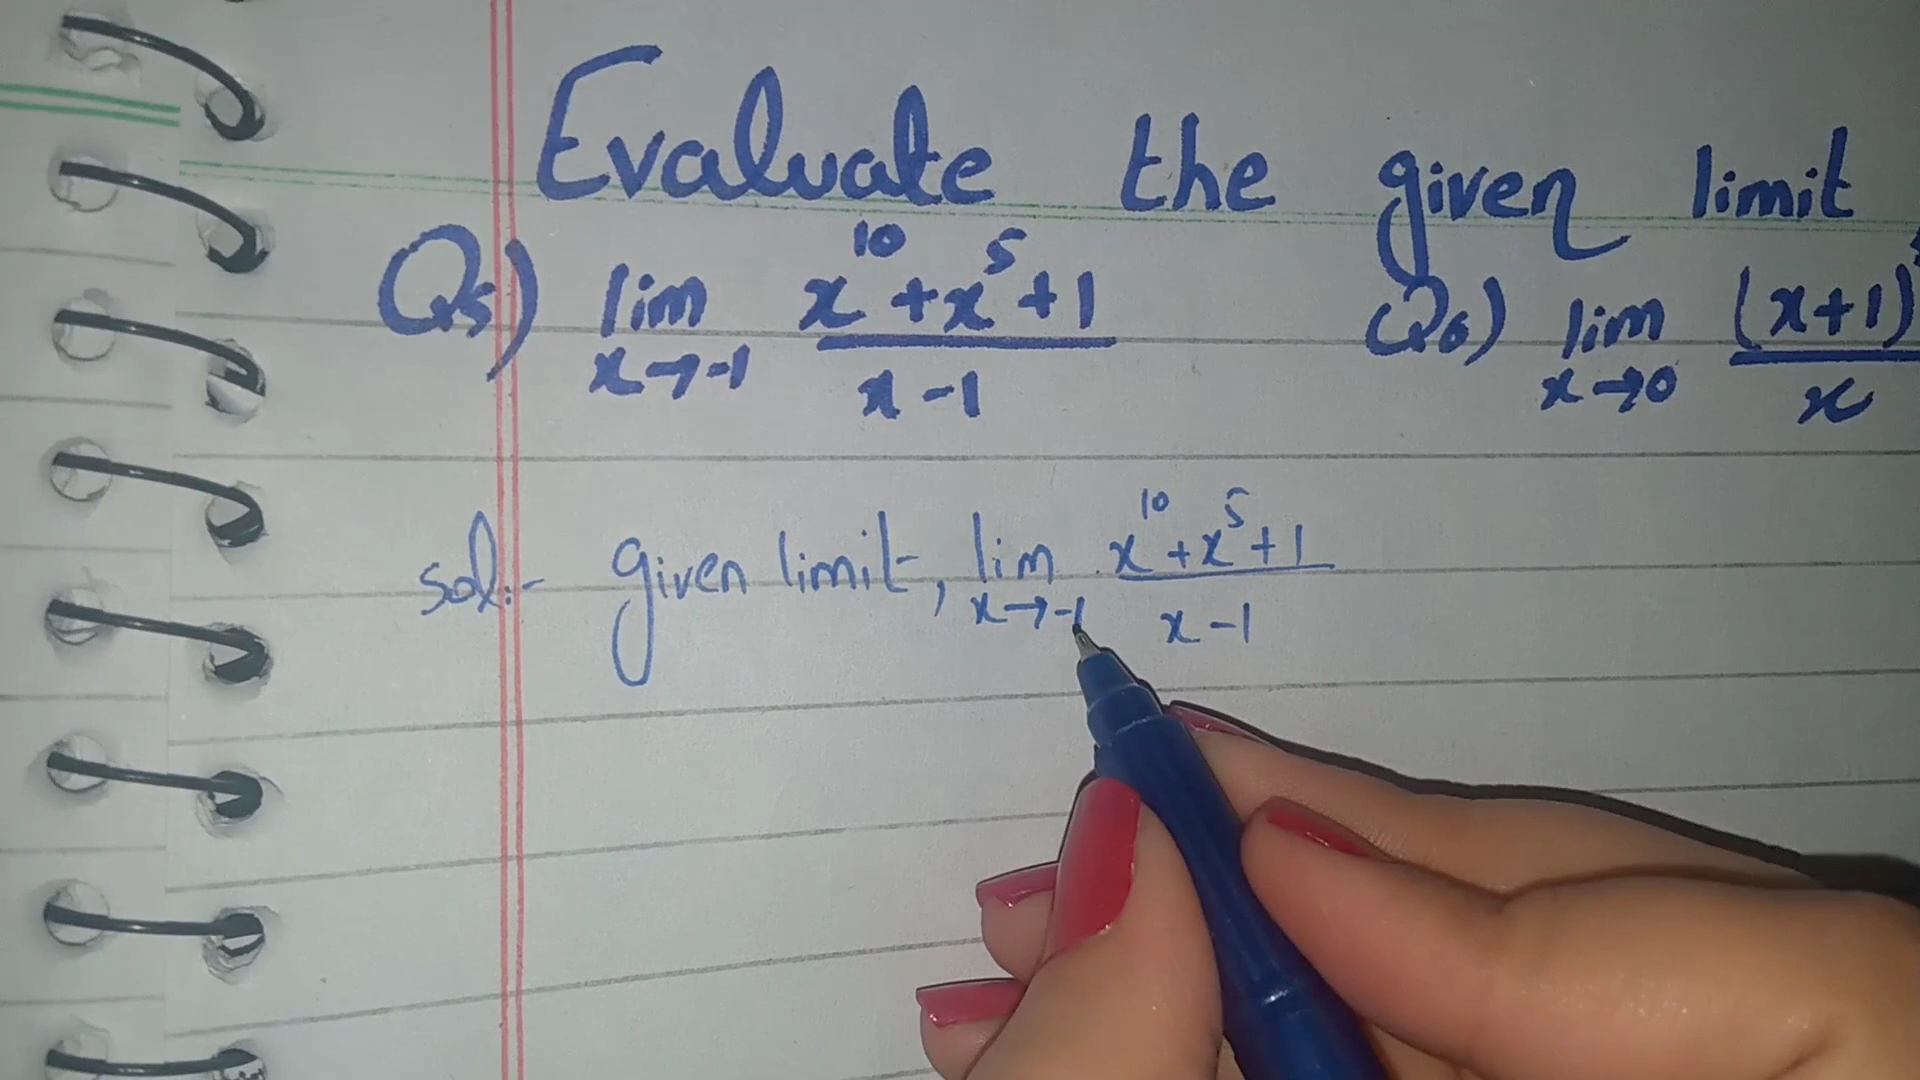 Evaluate the given limit
Q5) lim x→-1 x^10+x^5+1 / x-1
Q6) lim x→0 (x+1) / x
sol:- given limit, lim x→-1 x^10+x^5+1 / x-1